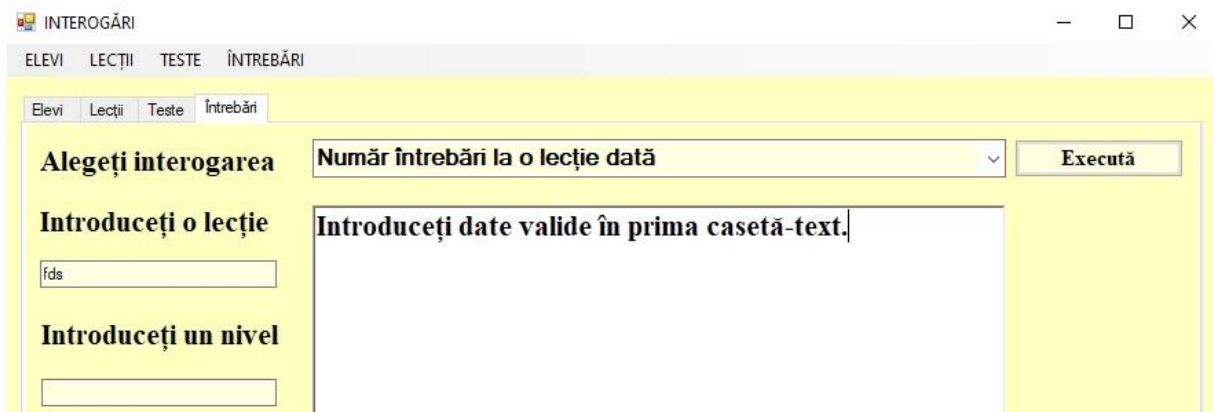 INTEROGĂRI
ELEVI LECȚII TESTE ÎNTREBĂRI
Elevi Lecții Teste Întrebări
Alegeți interogarea
Număr întrebări la o lecție dată
Execută
Introduceți o lecție
Introduceți date valide în prima casetă-text.
fds
Introduceți un nivel